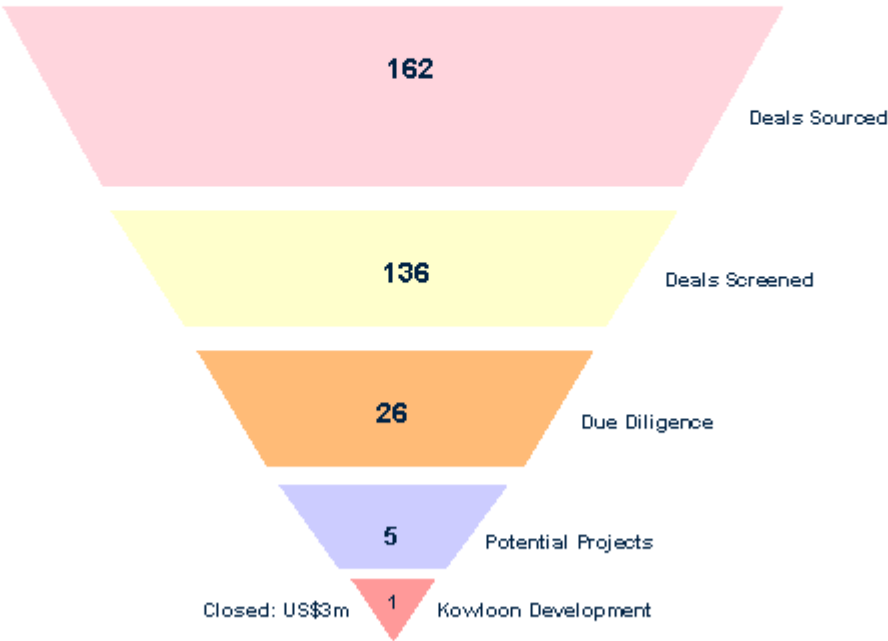 162
Deals Sourced
136
Deals Screened
26
Due Diligence
5
Potential Projects
Closed: US$3m 1 Kowloon Development